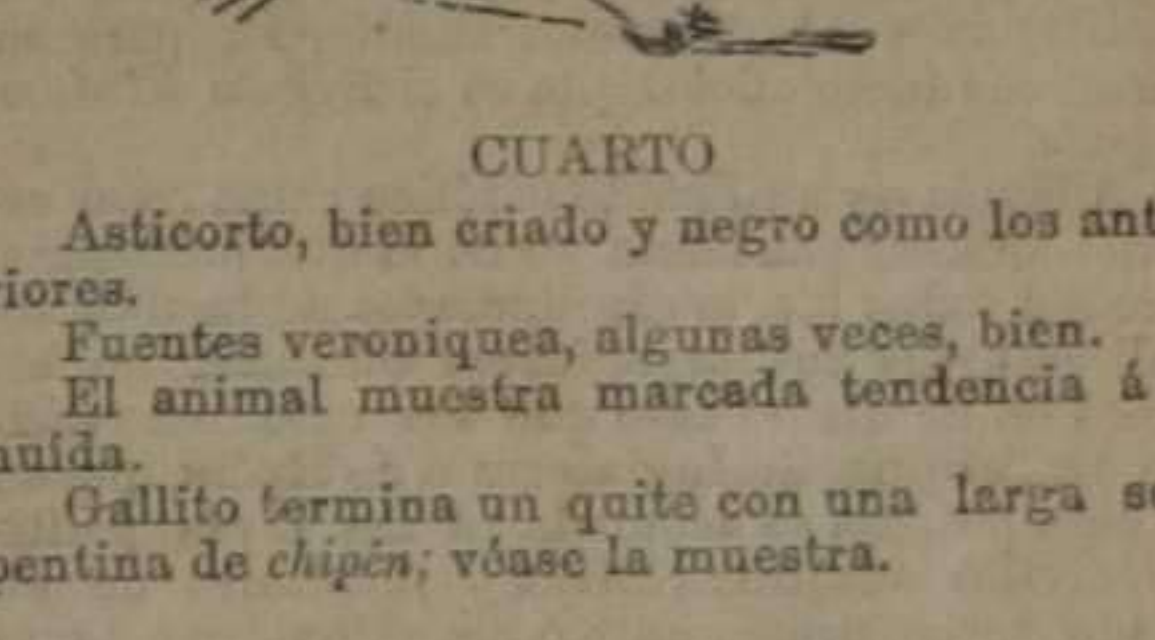 CUARTO
Asticorto, bien criado y negro como los ant
riores.
Fuentes veroniquea, algunas veces, bien.
El animal muestra marcada tendencia á
huída.
Gallito termina un quite con una larga se
pentina de chipén; véase la muestra.